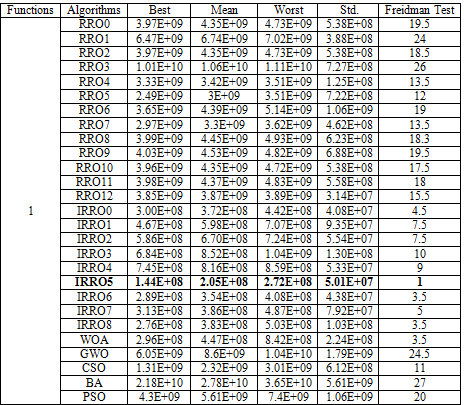 Functions Algorithms Best Mean Worst Std. Freidman Test
RRO0 3.97E+09 4.35E+09 4.73E+09 5.38E+08 19.5
RRO1 6.47E+09 6.74E+09 7.02E+09 3.88E+08 24
RRO2 3.97E+09 4.35E+09 4.73E+09 5.38E+08 18.5
RRO3 1.01E+10 1.06E+10 1.11E+10 7.27E+08 26
RRO4 3.33E+09 3.42E+09 3.51E+09 1.25E+08 13.5
RRO5 2.49E+09 3E+09 3.51E+09 7.22E+08 12
RRO6 3.65E+09 4.39E+09 5.14E+09 1.06E+09 19
RRO7 2.97E+09 3.3E+09 3.62E+09 4.62E+08 13.5
RRO8 3.99E+09 4.45E+09 4.93E+09 6.23E+08 18.3
RRO9 4.03E+09 4.53E+09 4.82E+09 6.88E+08 19.5
RRO10 3.96E+09 4.35E+09 4.72E+09 5.38E+08 17.5
RRO11 3.98E+09 4.37E+09 4.83E+09 5.58E+08 18
RRO12 3.85E+09 3.87E+09 3.89E+09 3.14E+07 15.5
1 IRRO0 3.00E+08 3.72E+08 4.42E+08 4.08E+07 4.5
IRRO1 4.67E+08 5.98E+08 7.07E+08 9.35E+07 7.5
IRRO2 5.86E+08 6.70E+08 7.24E+08 5.54E+07 7.5
IRRO3 6.84E+08 8.52E+08 1.04E+09 1.30E+08 10
IRRO4 7.45E+08 8.16E+08 8.59E+08 5.33E+07 9
IRRO5 1.44E+08 2.05E+08 2.72E+08 5.01E+07 1
IRRO6 2.89E+08 3.54E+08 4.08E+08 4.38E+07 3.5
IRRO7 3.13E+08 3.86E+08 4.87E+08 7.92E+07 5
IRRO8 2.76E+08 3.83E+08 5.03E+08 1.03E+08 3.5
WOA 2.96E+08 4.47E+08 8.42E+08 2.24E+08 3.5
GWO 6.05E+09 8.6E+09 1.04E+10 1.79E+09 24.5
CSO 1.31E+09 2.32E+09 3.01E+09 6.12E+08 11
BA 2.18E+10 2.78E+10 3.65E+10 5.61E+09 27
PSO 4.3E+09 5.61E+09 7.4E+09 1.06E+09 20